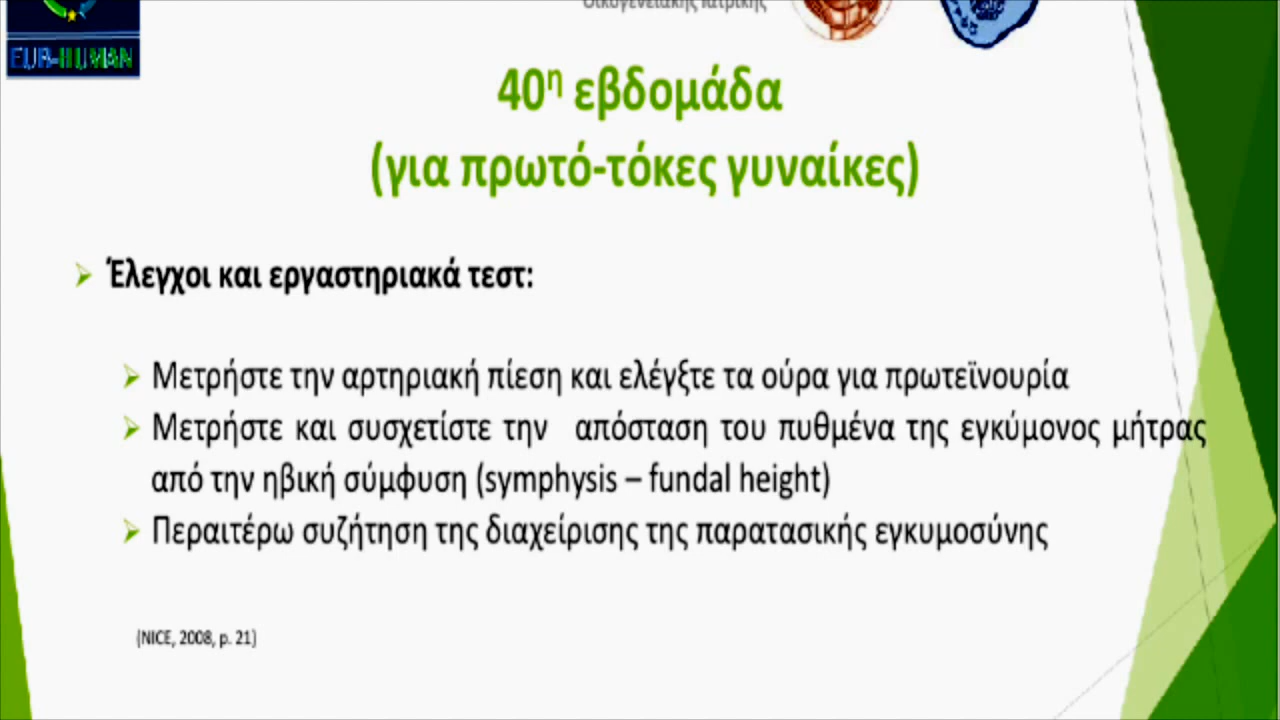 Οικογενειακής Ιατρικής
EUR-HUMAN
40η εβδομάδα
(για πρωτό-τόκες γυναίκες)
Έλεγχοι και εργαστηριακά τεστ:
Μετρήστε την αρτηριακή πίεση και ελέγξτε τα ούρα για πρωτεϊνουρία
Μετρήστε και συσχετίστε την απόσταση του πυθμένα της εγκύμονος μήτρας
από την ηβική σύμφυση (symphysis – fundal height)
Περαιτέρω συζήτηση της διαχείρισης της παρατασικής εγκυμοσύνης
(NICE, 2008, p. 21)